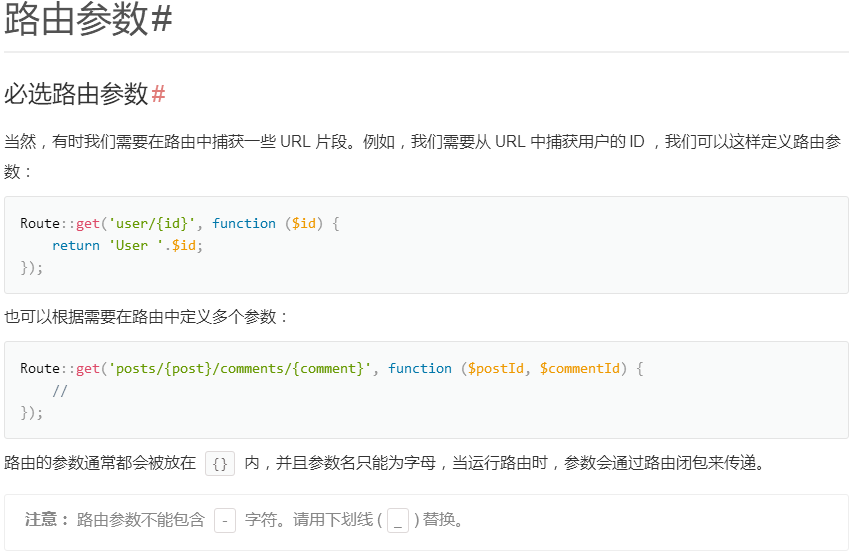 路由参数#
必选路由参数#
当然，有时我们需要在路由中捕获一些 URL 片段。例如，我们需要从 URL 中捕获用户的 ID ，我们可以这样定义路由参
数：
Route::get('user/{id}', function ($id) {
    return 'User '.$id;
});
也可以根据需要在路由中定义多个参数：
Route::get('posts/{post}/comments/{comment}', function ($postId, $commentId) {
    //
});
路由的参数通常都会被放在 {} 内，并且参数名只能为字母，当运行路由时，参数会通过路由闭包来传递。
注意： 路由参数不能包含 - 字符。请用下划线 ( _ ) 替换。